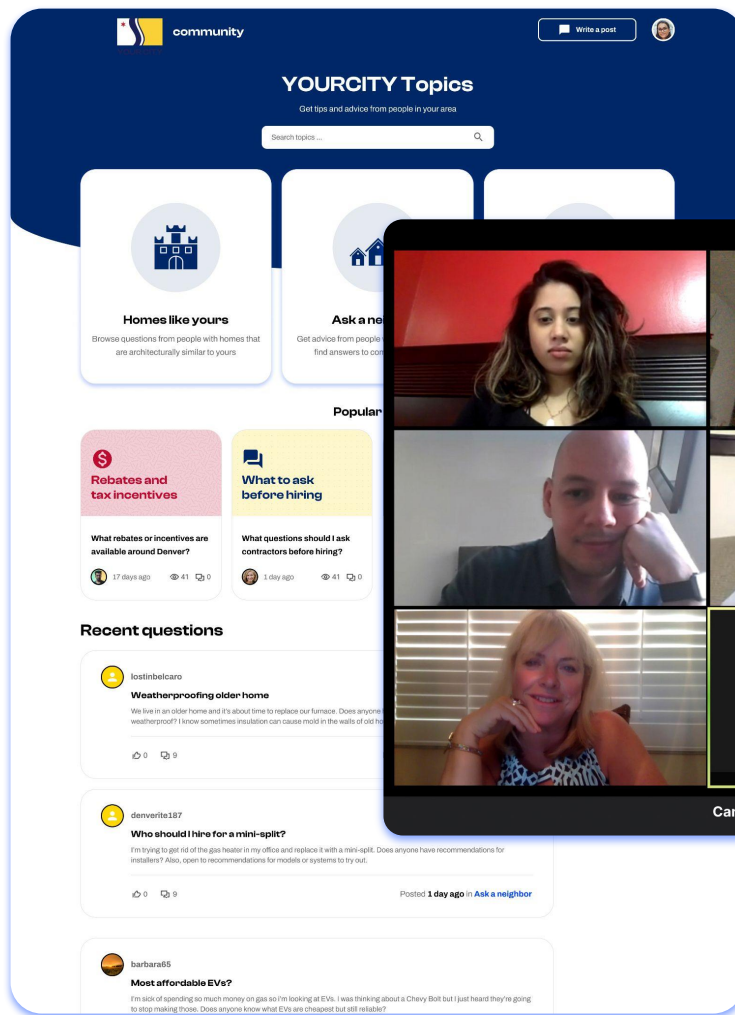 community
Write a post
YOURCITY Topics
Get tips and advice from people in your area
Search topics ...
Homes like yours
Browse questions from people with homes that
are architecturally similar to yours
Ask a ne
Get advice from people
find answers to con
Popular
Rebates and
tax incentives
What rebates or incentives are
available around Denver?
17 days ago 41 0
What to ask
before hiring
What questions should I ask
contractors before hiring?
1 day ago 41 0
Recent questions
lostinbelcaro
Weatherproofing older home
We live in an older home and it's about time to replace our furnace. Does anyone
weatherproof? I know sometimes insulation can cause mold in the walls of old ho
0 9
denverite187
Who should I hire for a mini-split?
I'm trying to get rid of the gas heater in my office and replace it with a mini-split. Does anyone have recommendations for
installers? Also, open to recommendations for models or systems to try out.
0 9
Posted 1 day ago in Ask a neighbor
barbara65
Most affordable EVs?
I'm sick of spending so much money on gas so i'm looking at EVs. I was thinking about a Chevy Bolt but I just heard they're going
to stop making those. Does anyone know what EVs are cheapest but still reliable?
Car